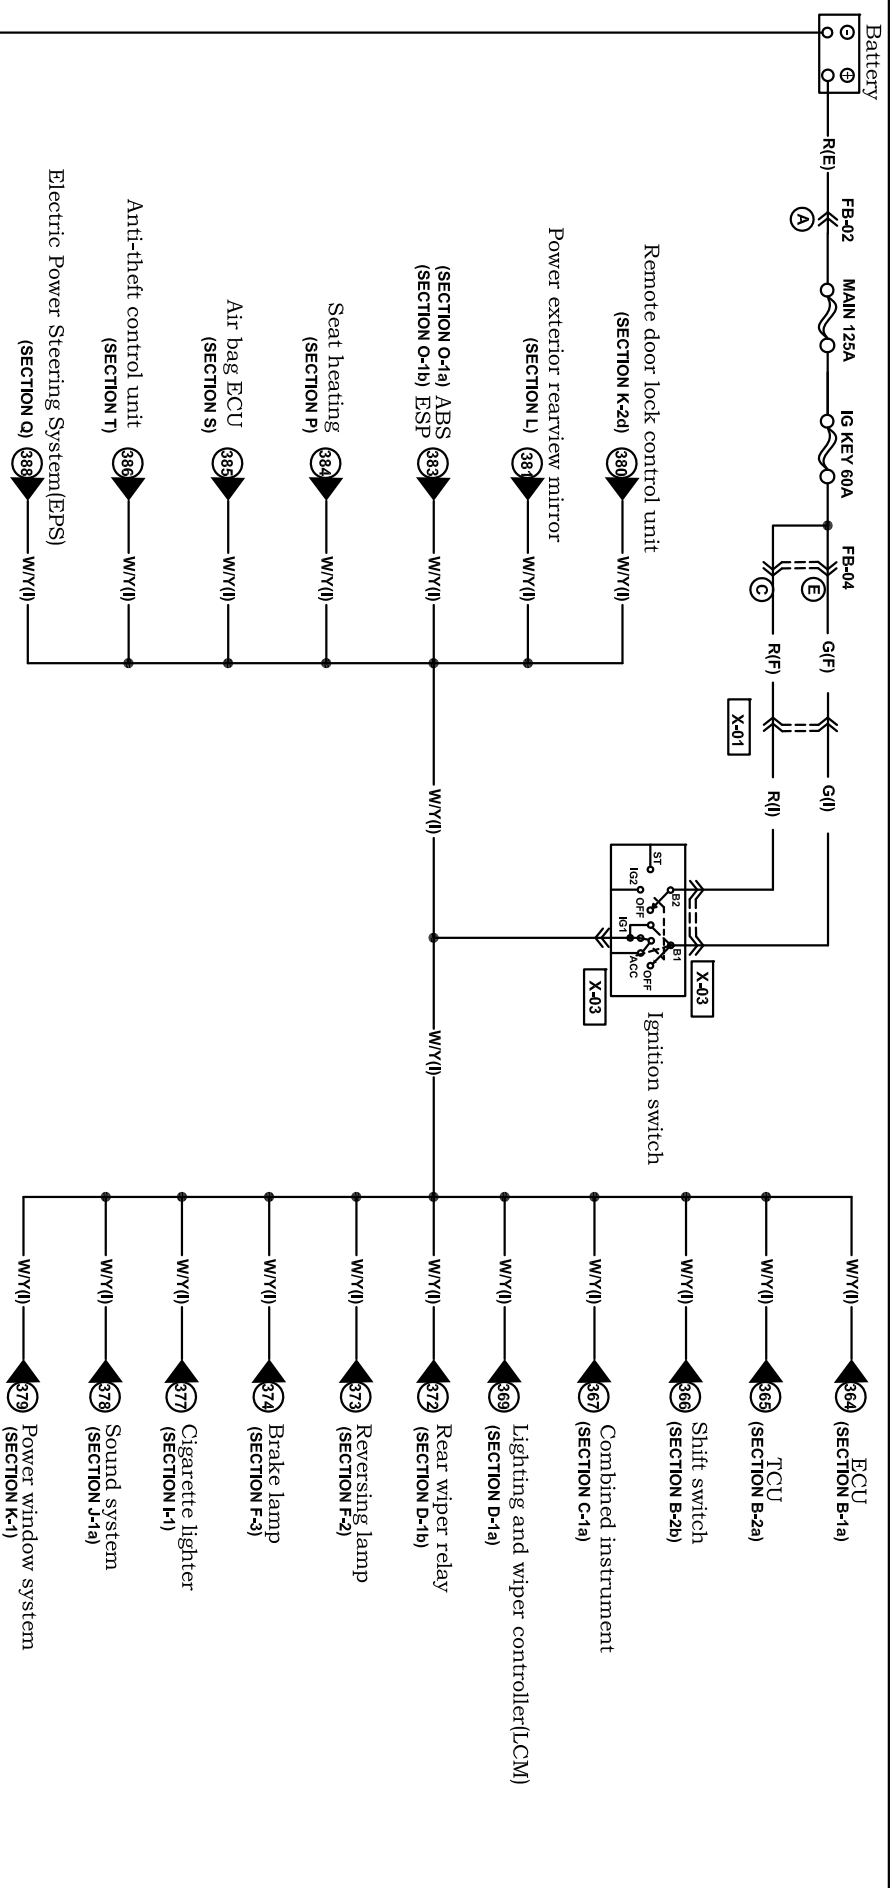 Battery
-
+
R(E)
FB-02
A
MAIN 125A
IG KEY 60A
FB-04
E
C
G(F)
R(F)
X-01
G(I)
R(I)
ST
IG2
B2
OFF
IG1
B1
ACC
OFF
X-03
X-03
Ignition switch
Remote door lock control unit
(SECTION K-2d)
380
W/Y(I)
Power exterior rearview mirror
(SECTION L)
381
W/Y(I)
(SECTION O-1a) ABS
(SECTION O-1b) ESP
383
W/Y(I)
Seat heating
(SECTION P)
384
W/Y(I)
Air bag ECU
(SECTION S)
385
W/Y(I)
Anti-theft control unit
(SECTION T)
386
W/Y(I)
Electric Power Steering System(EPS)
(SECTION Q)
388
W/Y(I)
W/Y(I)
W/Y(I)
W/Y(I)
364
ECU
(SECTION B-1a)
W/Y(I)
365
TCU
(SECTION B-2a)
W/Y(I)
366
Shift switch
(SECTION B-2b)
W/Y(I)
367
Combined instrument
(SECTION C-1a)
W/Y(I)
369
Lighting and wiper controller(LCM)
(SECTION D-1a)
W/Y(I)
372
Rear wiper relay
(SECTION D-1b)
W/Y(I)
373
Reversing lamp
(SECTION F-2)
W/Y(I)
374
Brake lamp
(SECTION F-3)
W/Y(I)
377
Cigarette lighter
(SECTION I-1)
W/Y(I)
378
Sound system
(SECTION J-1a)
W/Y(I)
379
Power window system
(SECTION K-1)